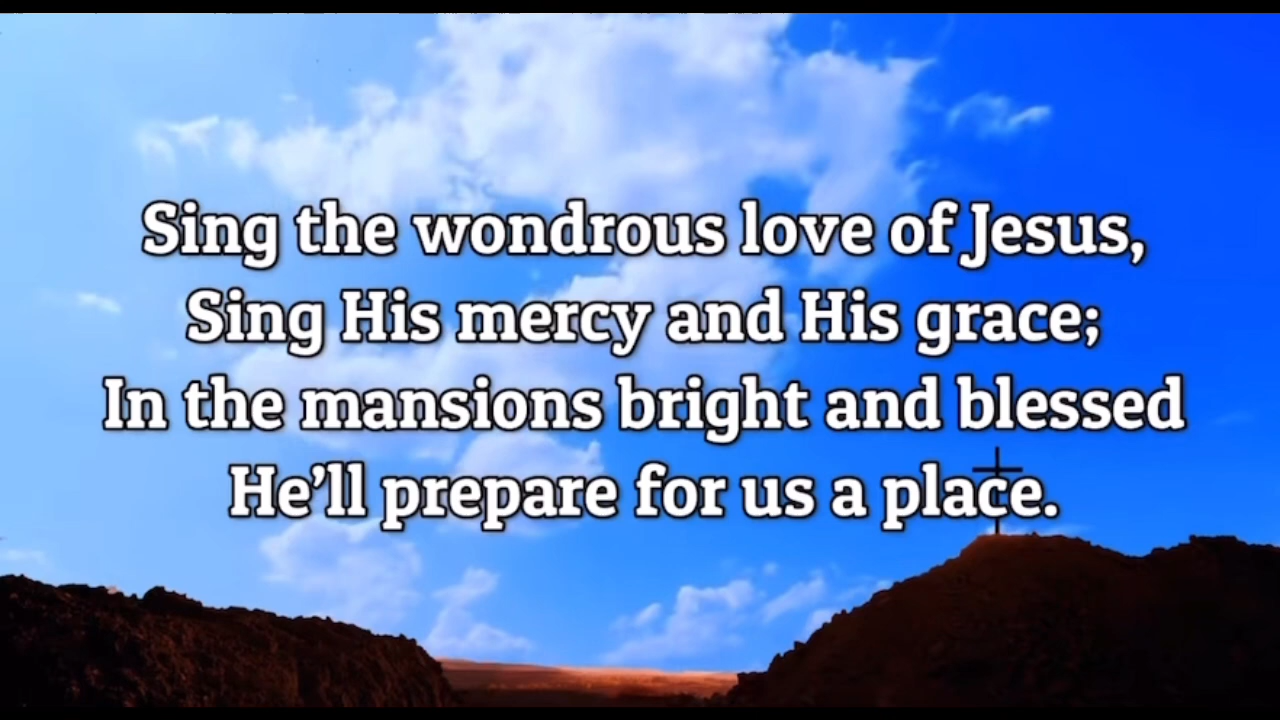 Sing the wondrous love of Jesus,
Sing His mercy and His grace;
In the mansions bright and blessed
He’ll prepare for us a place.